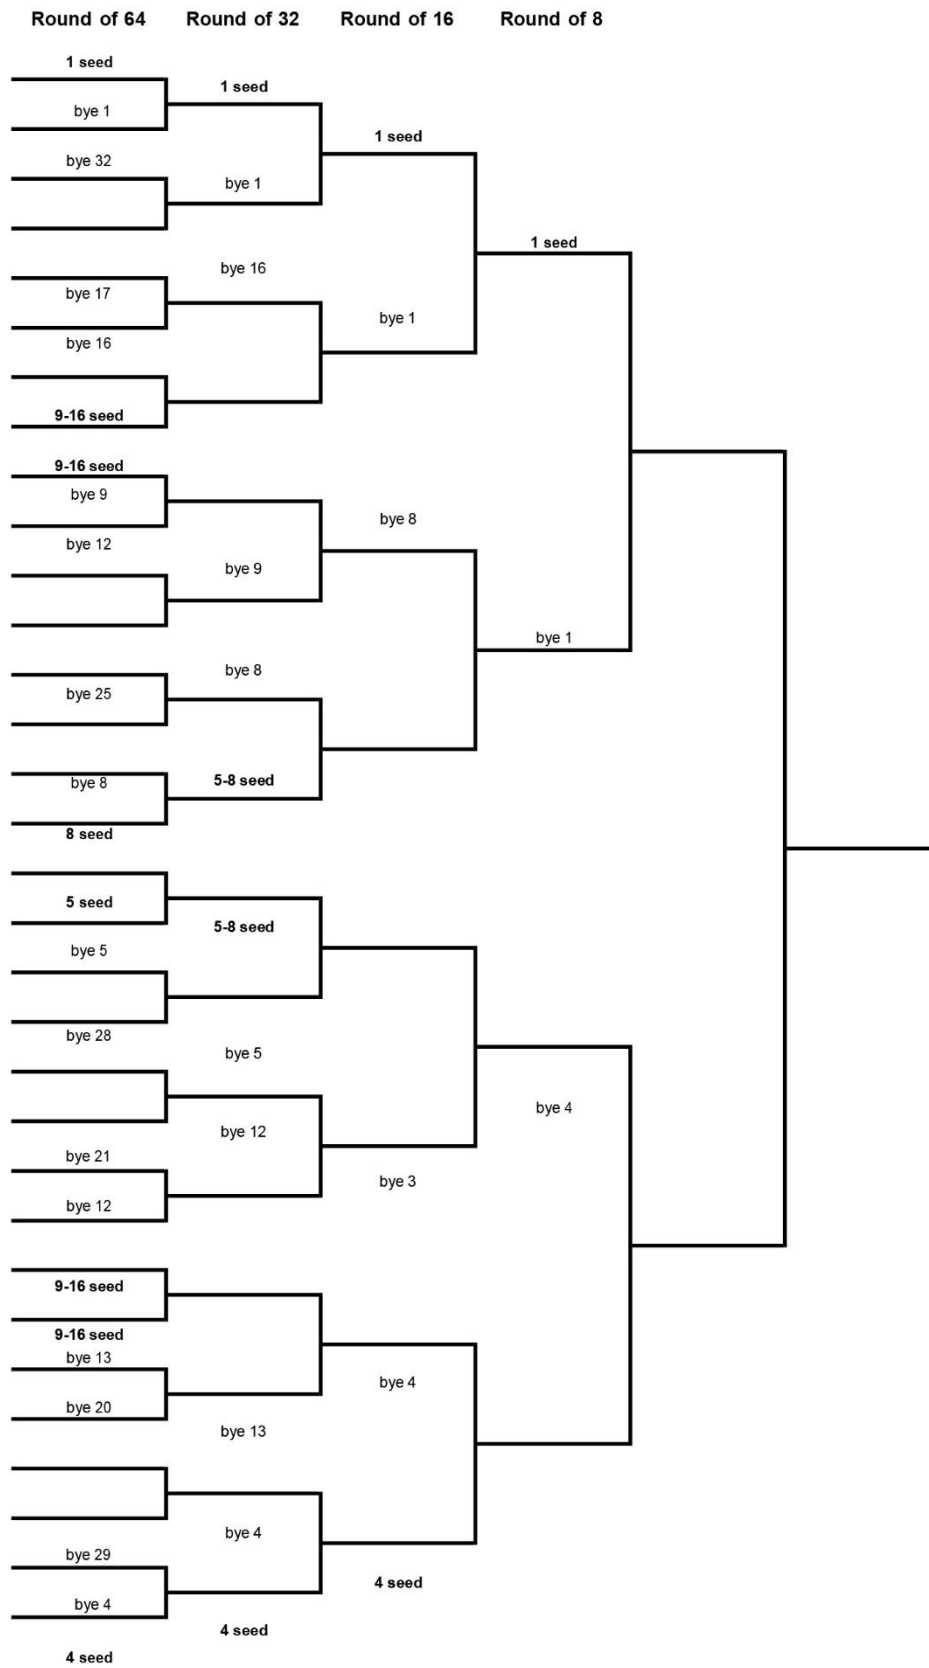 Round of 64
Round of 32
Round of 16
Round of 8
1 seed
bye 1
bye 32
bye 17
bye 16
9-16 seed
9-16 seed
bye 9
bye 12
bye 25
bye 8
8 seed
5 seed
bye 5
bye 28
bye 21
bye 12
9-16 seed
9-16 seed
bye 13
bye 20
bye 29
bye 4
4 seed
1 seed
bye 1
bye 16
bye 9
bye 8
5-8 seed
5-8 seed
bye 5
bye 12
bye 13
bye 4
4 seed
1 seed
bye 1
bye 8
bye 3
bye 4
4 seed
1 seed
bye 1
bye 4